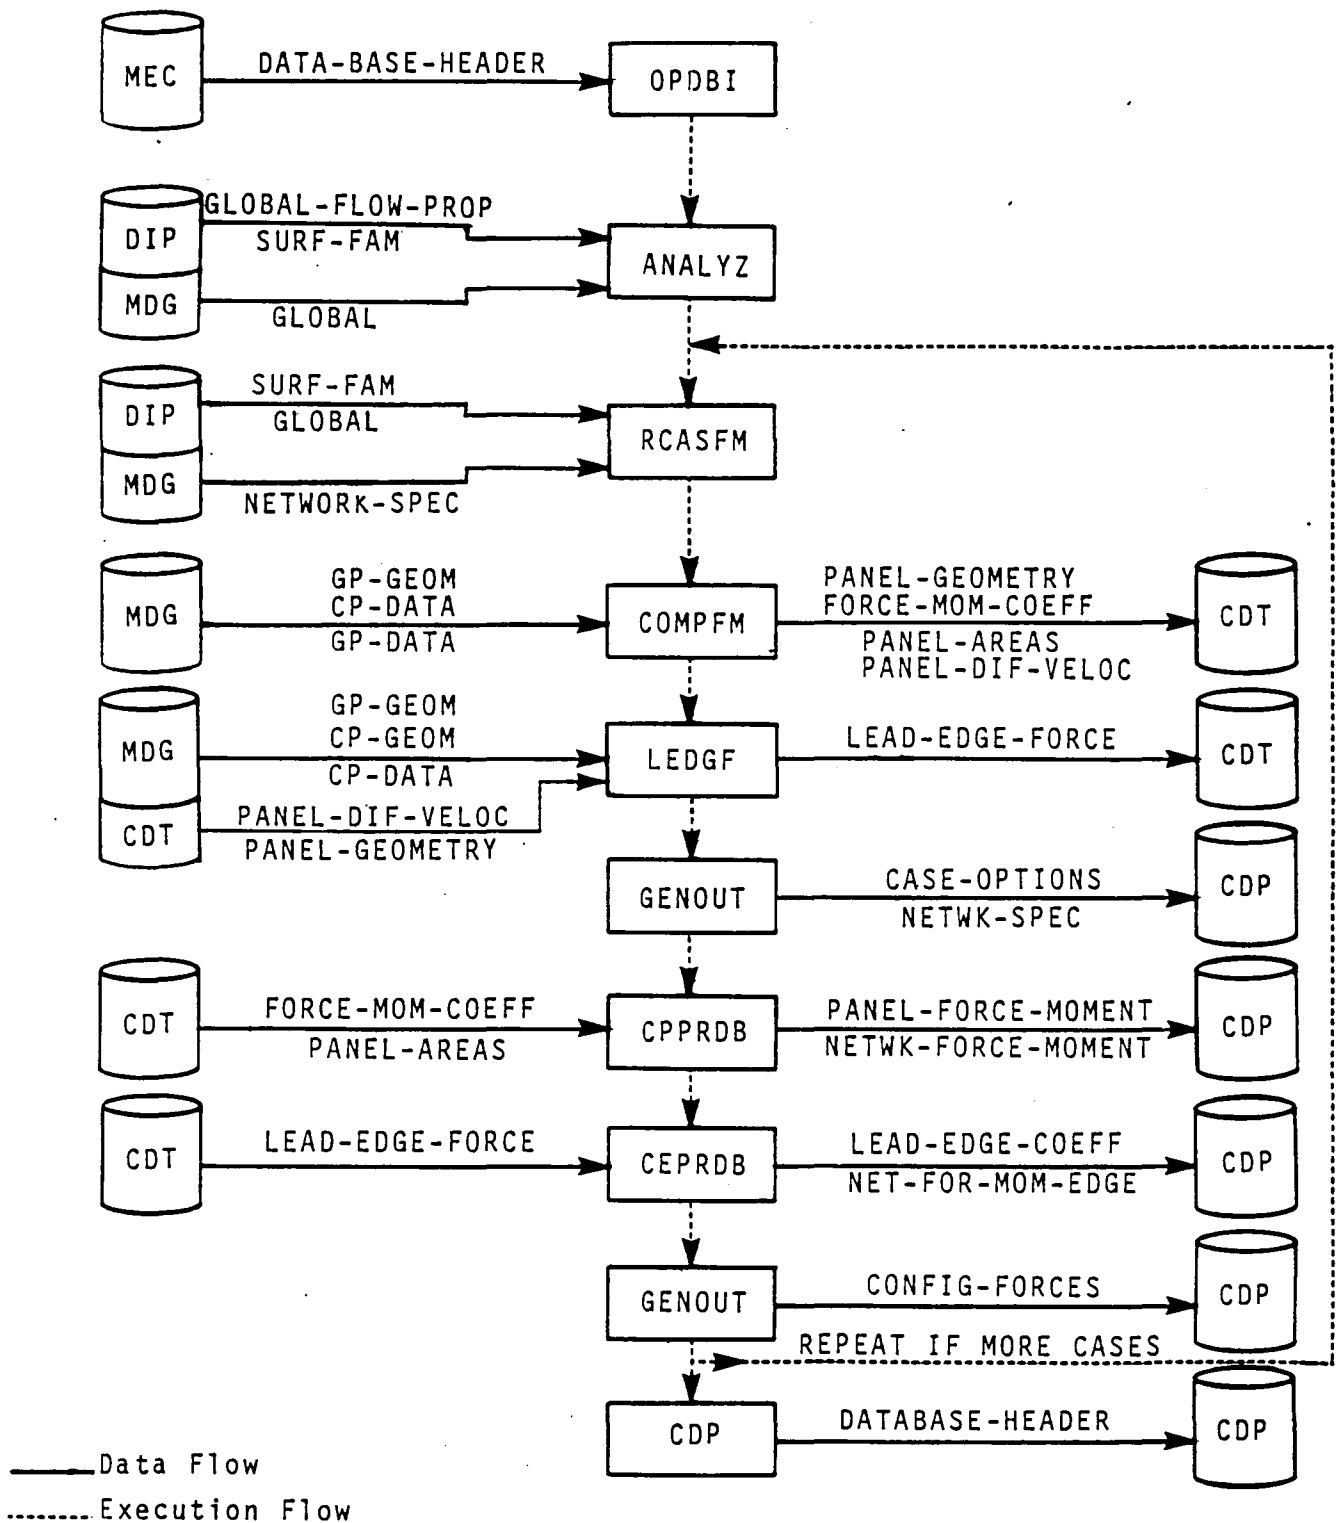 MEC
DATA-BASE-HEADER
OPDBI
GLOBAL-FLOW-PROP
DIP
SURF-FAM
ANALYZ
MDG
GLOBAL
SURF-FAM
DIP
GLOBAL
RCASFM
MDG
NETWORK-SPEC
MDG
GP-GEOM
CP-DATA
GP-DATA
COMPFM
PANEL-GEOMETRY
FORCE-MOM-COEFF
PANEL-AREAS
PANEL-DIF-VELOC
CDT
MDG
GP-GEOM
CP-GEOM
CP-DATA
LEDGF
LEAD-EDGE-FORCE
CDT
CDT
PANEL-DIF-VELOC
PANEL-GEOMETRY
GENOUT
CASE-OPTIONS
NETWK-SPEC
CDP
CDT
FORCE-MOM-COEFF
PANEL-AREAS
CPPRDB
PANEL-FORCE-MOMENT
NETWK-FORCE-MOMENT
CDP
CDT
LEAD-EDGE-FORCE
CEPRDB
LEAD-EDGE-COEFF
NET-FOR-MOM-EDGE
CDP
GENOUT
CONFIG-FORCES
CDP
REPEAT IF MORE CASES
CDP
DATABASE-HEADER
CDP
Data Flow
Execution Flow